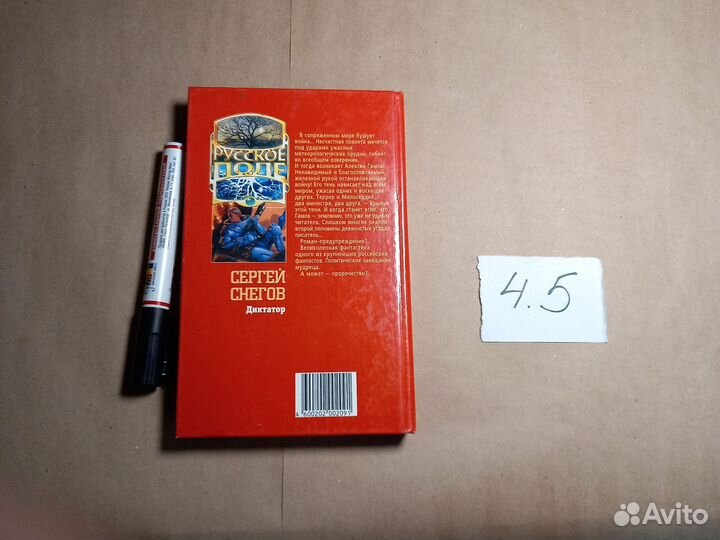 РУССКОЕ
ПОЛЕ
В сопряженном мире бушует
война... Несчастная планета мечется
под ударами ужасных
метеорологических орудий, гибнет
во всеобщем озверении.
И тогда возникает Алексей Гамов!
Ненавидимый и благославляемый,
железной рукой останавливающий
войну! Его тень нависает над всем
миром, ужасая одних и восхищая
других. Террор и Милосердие,
два министра, два друга, — крылья
этой тени. И когда станет ясно, что
Гамов — землянин, это уже не удивит
читателя. Слишком многие реалии
второй половины девяностых угадал
писатель...
Роман-предупреждение?
Великолепная фантастика
одного из крупнейших российских
фантастов. Политическое завещание
мудреца.
А может — пророчество?
СЕРГЕЙ
СНЕГОВ
Диктатор
4 600202 002091
4.5
Avito